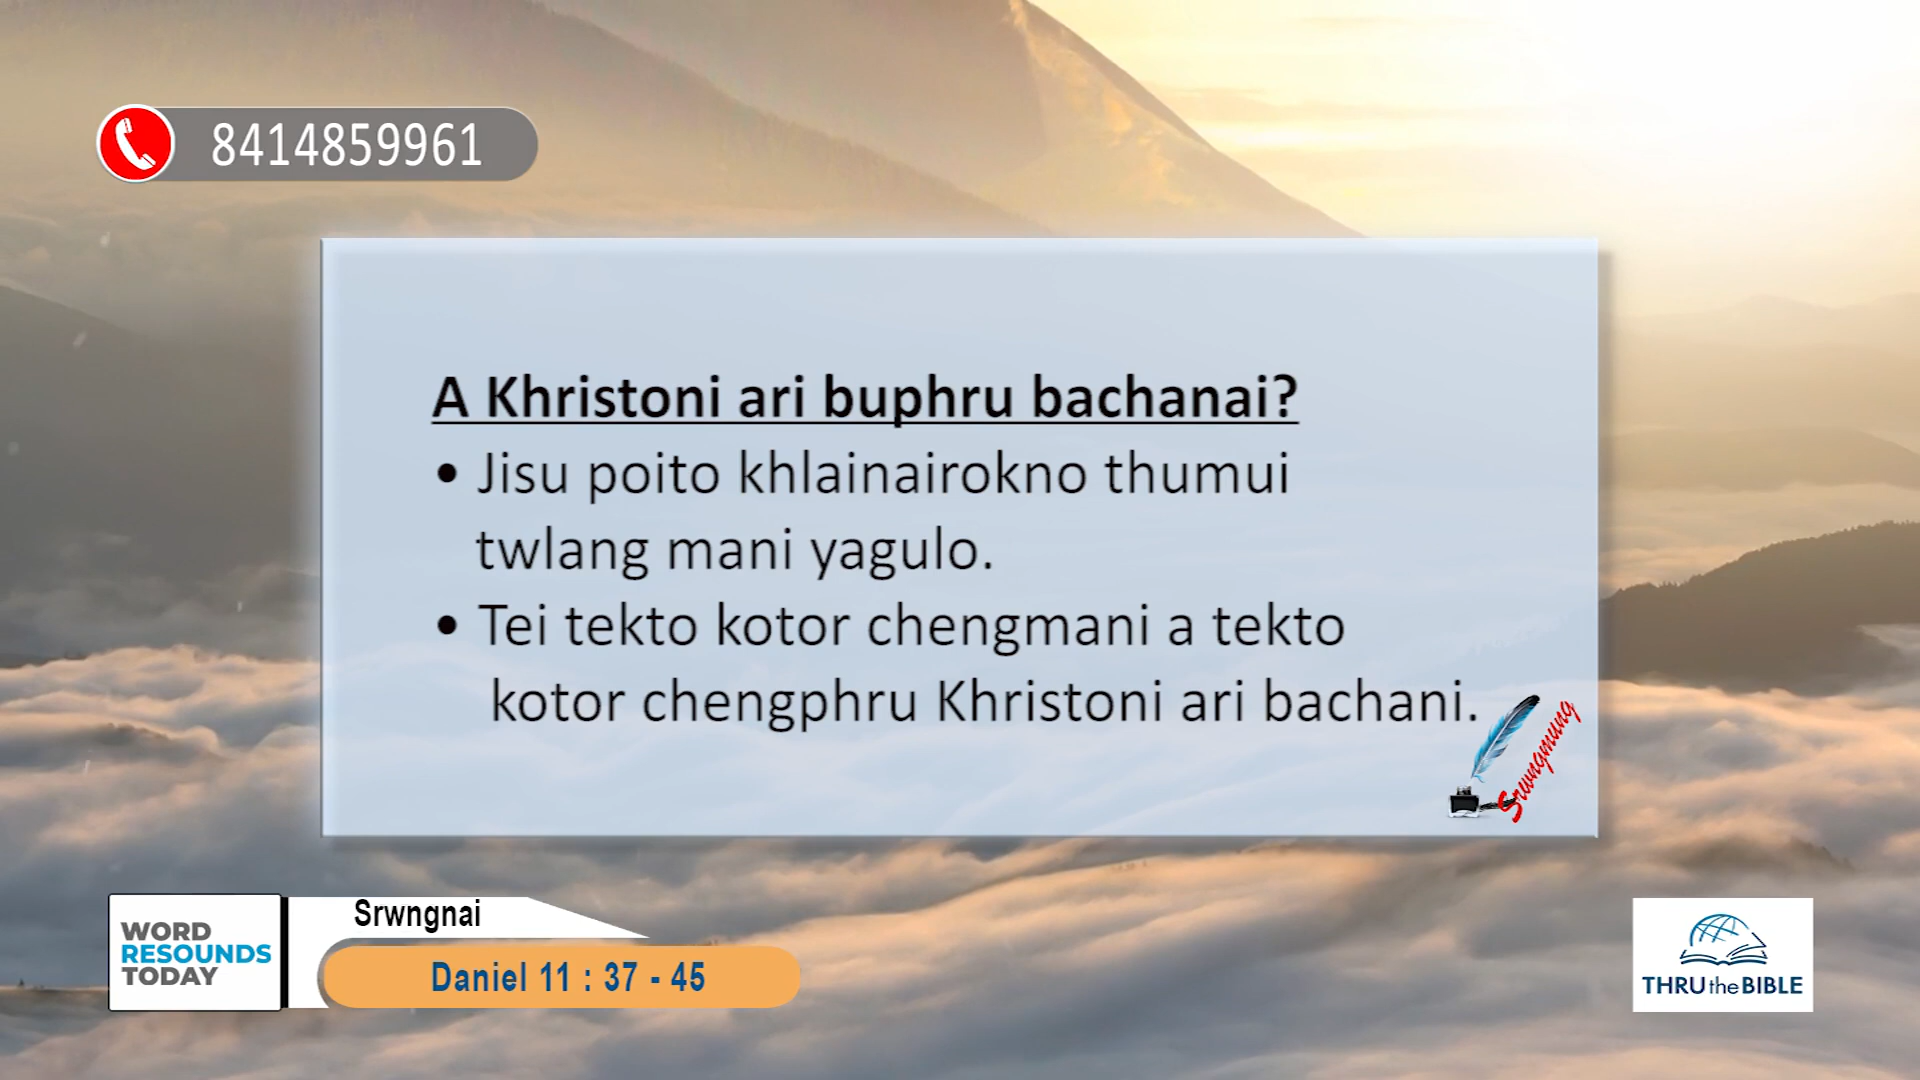 8414859961
A Khristoni ari buphru bachanai?
• Jisu poito khlainairokno thumui
twlang mani yagulo.
• Tei tekto kotor chengmani a tekto
kotor chengphru Khristoni ari bachani.
Srwngmung
WORD
RESOUNDS
TODAY
Srwngnai
Daniel 11 : 37 - 45
THRU the BIBLE